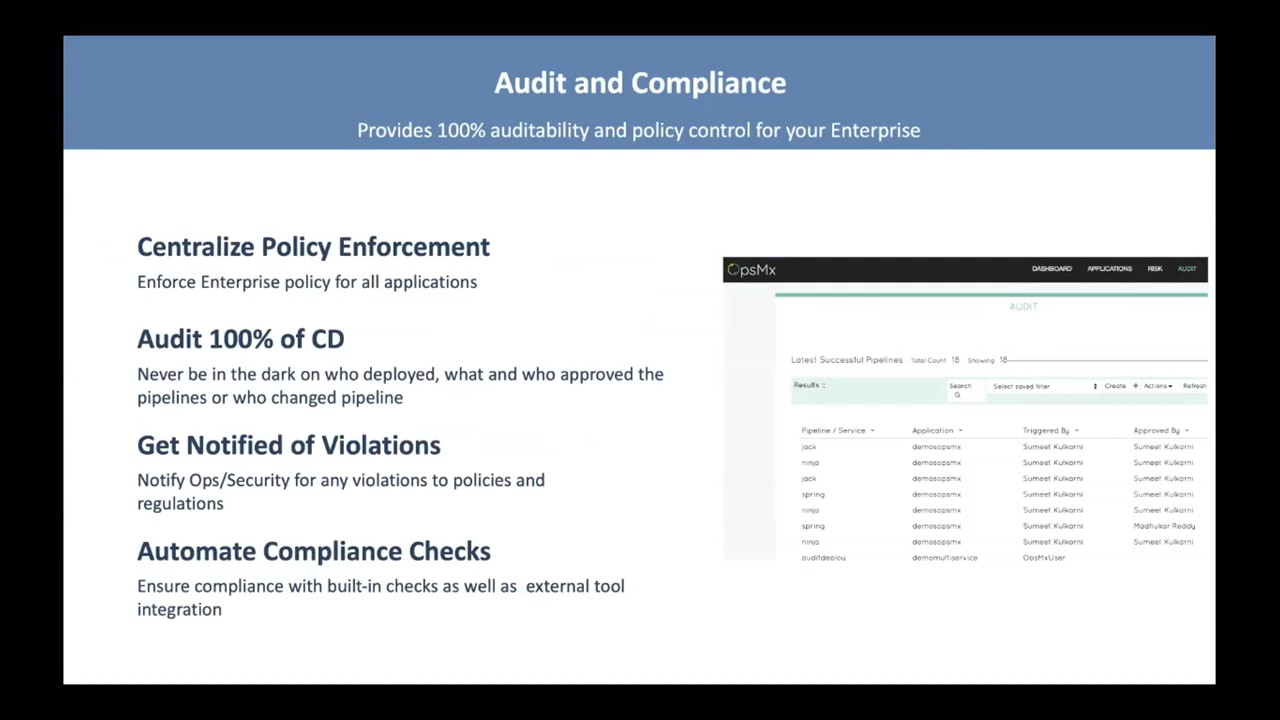 Audit and Compliance
Provides 100% auditability and policy control for your Enterprise
Centralize Policy Enforcement
Enforce Enterprise policy for all applications
Audit 100% of CD
Never be in the dark on who deployed, what and who approved the
pipelines or who changed pipeline
Get Notified of Violations
Notify Ops/Security for any violations to policies and
regulations
Automate Compliance Checks
Ensure compliance with built-in checks as well as external tool
integration
OpsMx DASHBOARD APPLICATIONS RISK AUDIT
AUDIT
Latest Successful Pipelines Total Count 18 Showing 18
Results :: Search Select saved filter Create + Actions Refresh
Pipeline / Service Application Triggered By Approved By
jack demosopsmx Sumeet Kulkarni Sumeet Kulkarni
ninja demosopsmx Sumeet Kulkarni Sumeet Kulkarni
jack demosopsmx Sumeet Kulkarni Sumeet Kulkarni
spring demosopsmx Sumeet Kulkarni Sumeet Kulkarni
ninja demosopsmx Sumeet Kulkarni Sumeet Kulkarni
spring demosopsmx Sumeet Kulkarni Madhukar Reddy
ninja demosopsmx Sumeet Kulkarni Sumeet Kulkarni
demomultiservice OpsMxUser